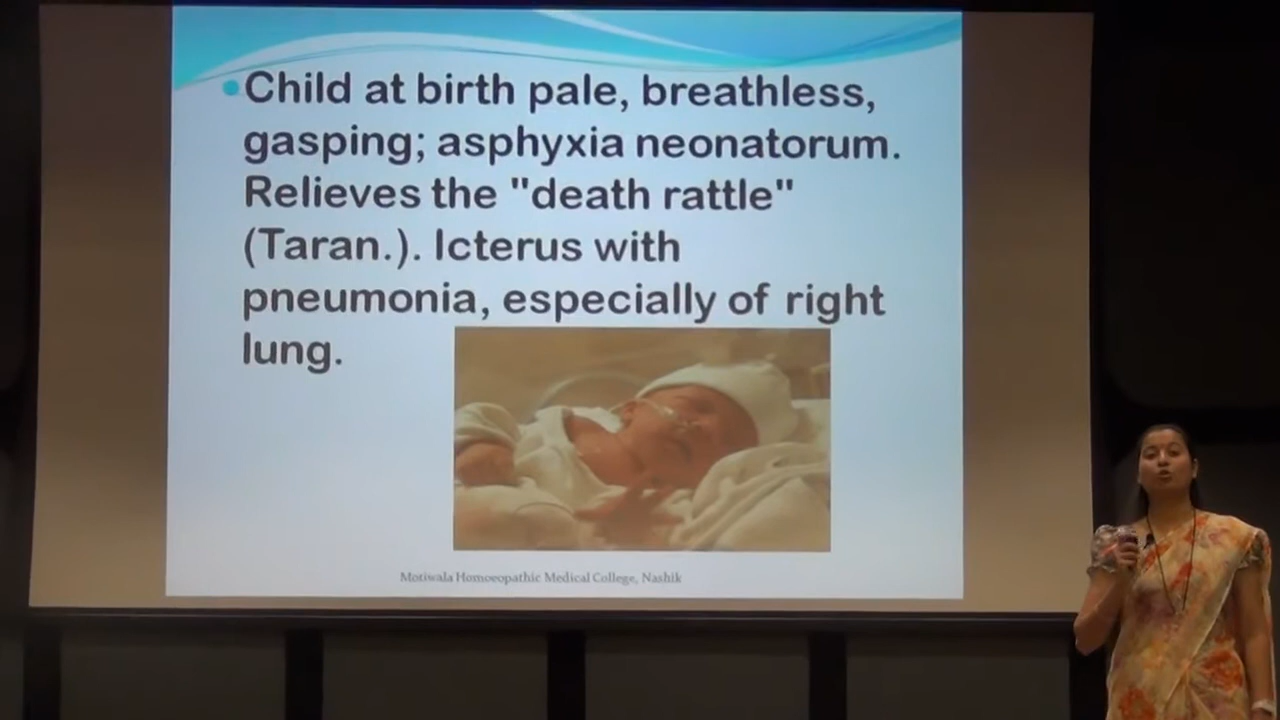 •Child at birth pale, breathless,
gasping; asphyxia neonatorum.
Relieves the "death rattle"
(Taran.). Icterus with
pneumonia, especially of right
lung.
Motiwala Homoeopathic Medical College, Nashik